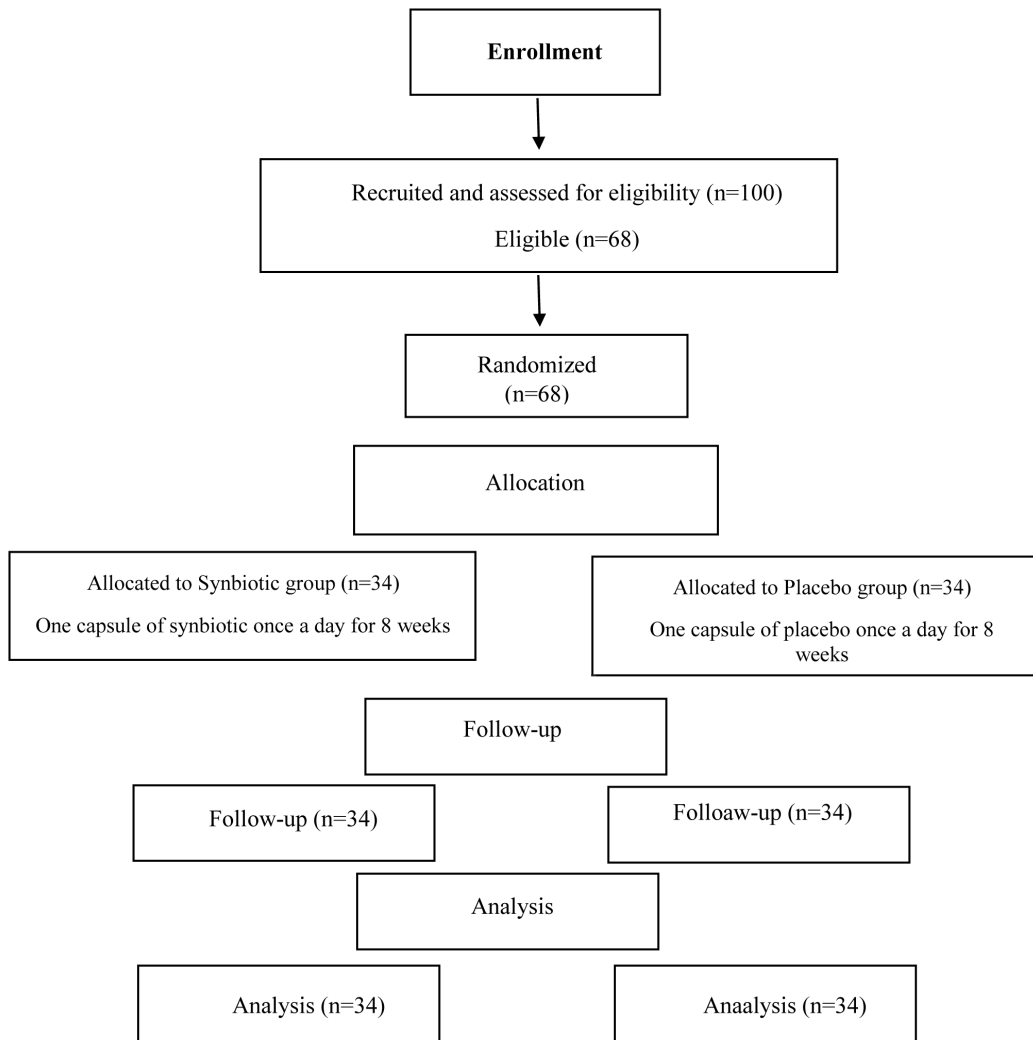 Enrollment
Recruited and assessed for eligibility (n=100)
Eligible (n=68)
Randomized
(n=68)
Allocation
Allocated to Synbiotic group (n=34)
One capsule of synbiotic once a day for 8 weeks
Allocated to Placebo group (n=34)
One capsule of placebo once a day for 8
weeks
Follow-up
Follow-up (n=34)
Folloaw-up (n=34)
Analysis
Analysis (n=34)
Anaalysis (n=34)